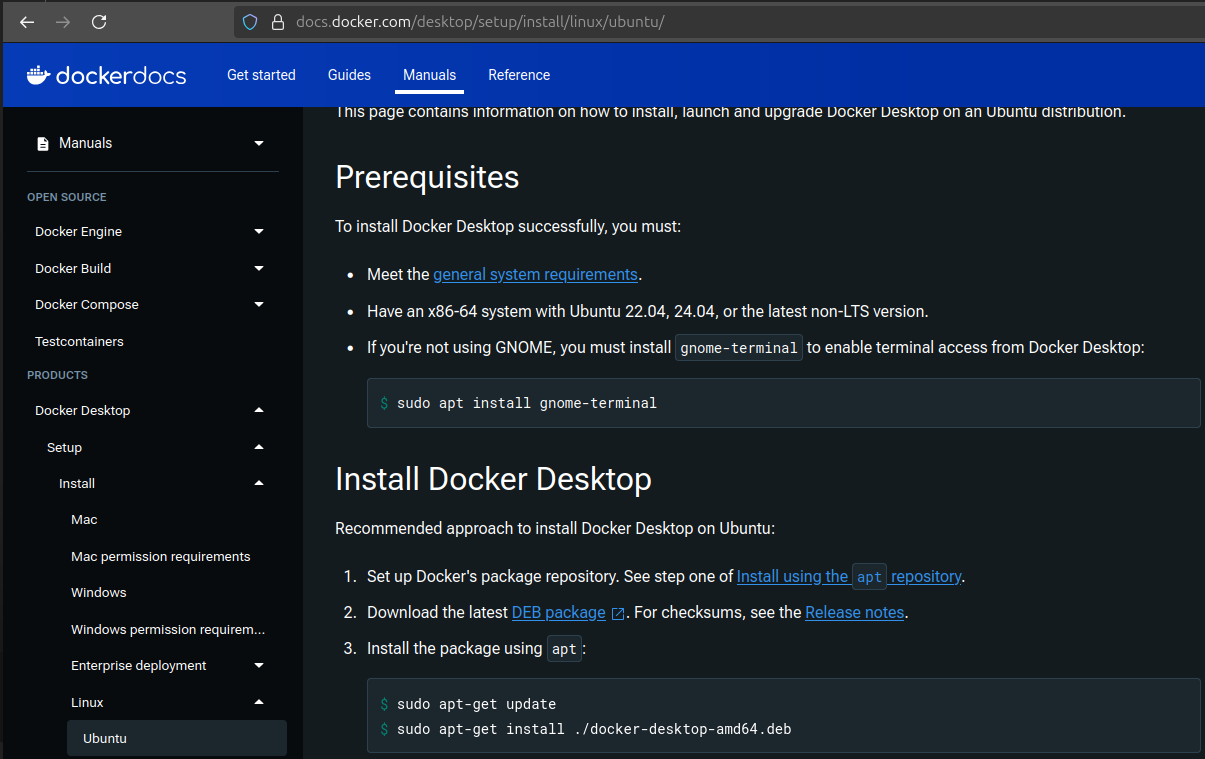 docs.docker.com/desktop/setup/install/linux/ubuntu/
dockerdocs
Get started
Guides
Manuals
Reference
Manuals
OPEN SOURCE
Docker Engine
Docker Build
Docker Compose
Testcontainers
PRODUCTS
Docker Desktop
Setup
Install
Mac
Mac permission requirements
Windows
Windows permission requirem...
Enterprise deployment
Linux
Ubuntu
This page contains information on how to install, launch and upgrade Docker Desktop on an Ubuntu distribution.
Prerequisites
To install Docker Desktop successfully, you must:
• Meet the general system requirements.
• Have an x86-64 system with Ubuntu 22.04, 24.04, or the latest non-LTS version.
• If you're not using GNOME, you must install gnome-terminal to enable terminal access from Docker Desktop:
$ sudo apt install gnome-terminal
Install Docker Desktop
Recommended approach to install Docker Desktop on Ubuntu:
1. Set up Docker's package repository. See step one of Install using the apt repository.
2. Download the latest DEB package. For checksums, see the Release notes.
3. Install the package using apt:
$ sudo apt-get update
$ sudo apt-get install ./docker-desktop-amd64.deb